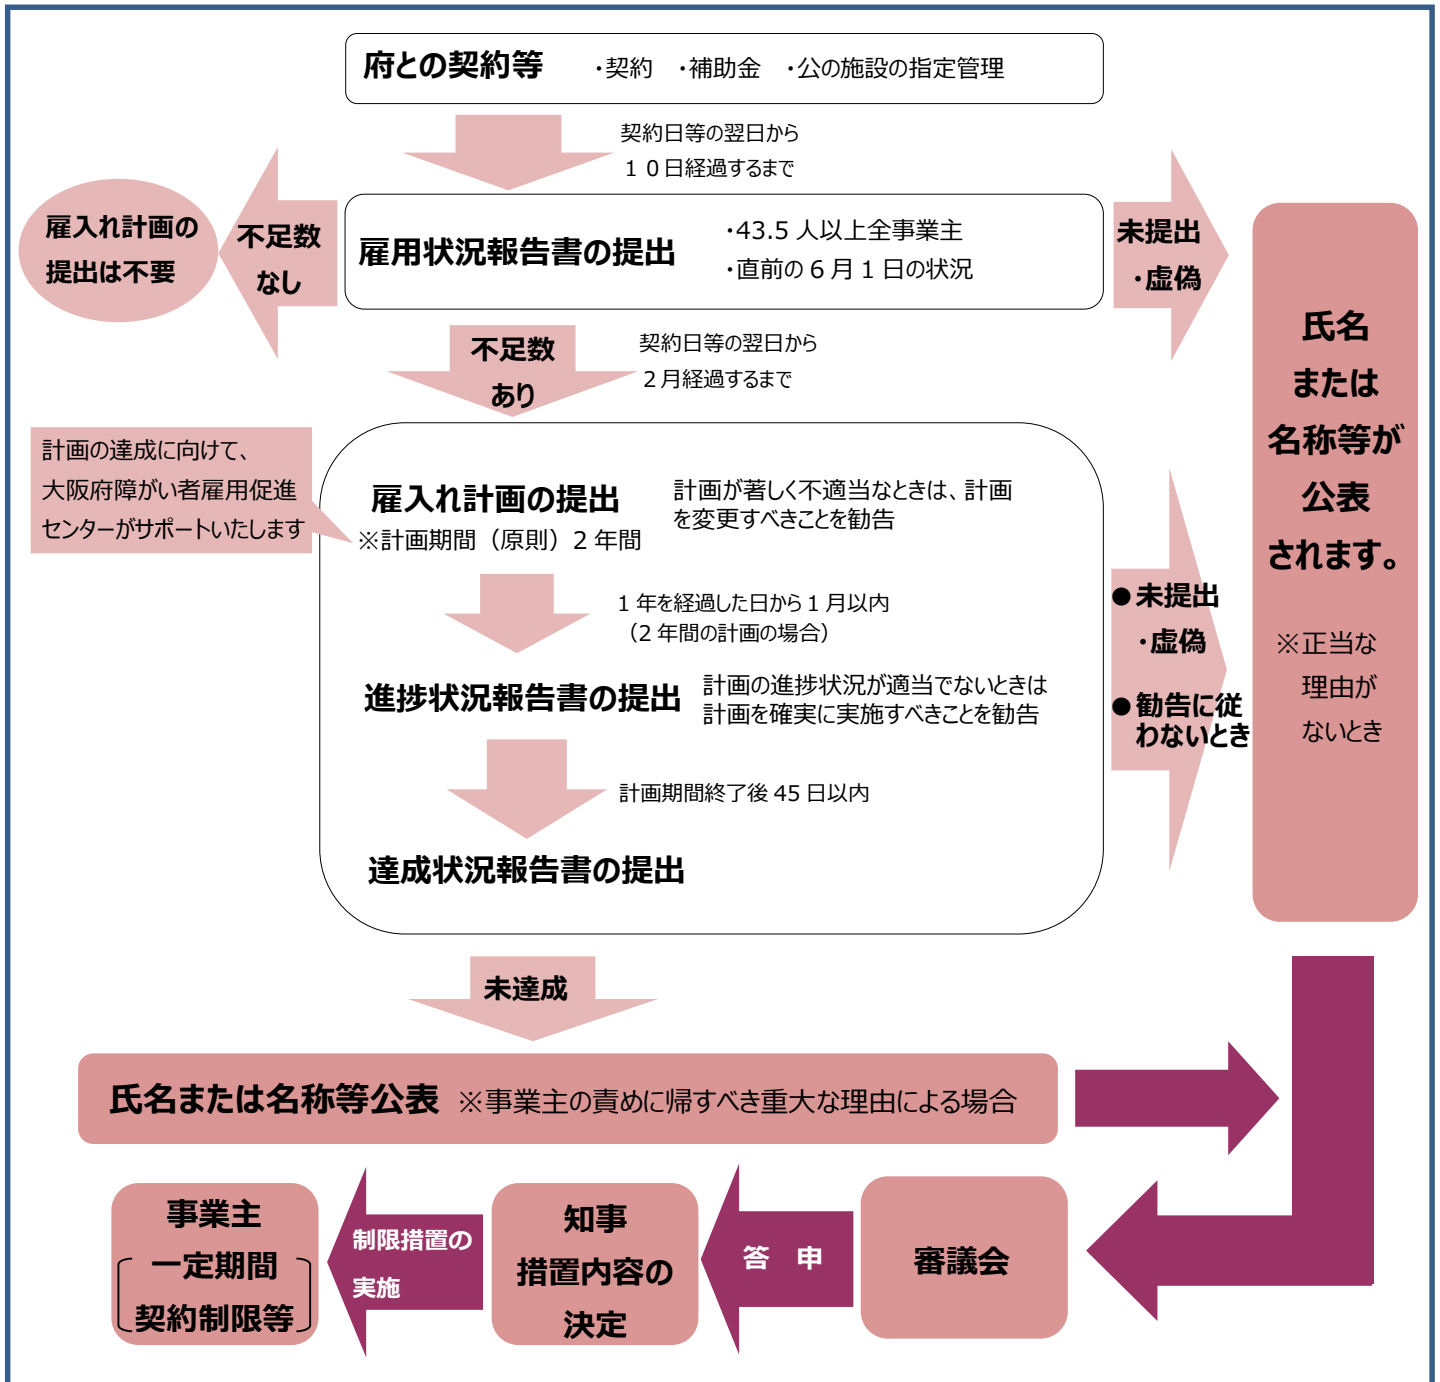 府との契約等 ・契約 ・補助金 ・公の施設の指定管理
契約日等の翌日から
１０日経過するまで
雇入れ計画の
提出は不要
不足数
なし
雇用状況報告書の提出
・43.5 人以上全事業主
・直前の 6 月 1 日の状況
未提出
・虚偽
不足数
あり
契約日等の翌日から
２月経過するまで
計画の達成に向けて、
大阪府障がい者雇用促進
センターがサポートいたします
雇入れ計画の提出
※計画期間（原則）2 年間
計画が著しく不適当なときは、計画
を変更すべきことを勧告
1 年を経過した日から 1 月以内
（2 年間の計画の場合）
進捗状況報告書の提出
計画の進捗状況が適当でないときは
計画を確実に実施すべきことを勧告
計画期間終了後 45 日以内
達成状況報告書の提出
●未提出
・虚偽
●勧告に従
わないとき
氏名
または
名称等が
公表
されます。
※正当な
理由が
ないとき
未達成
氏名または名称等公表 ※事業主の責めに帰すべき重大な理由による場合
審議会
答 申
知事
措置内容の
決定
制限措置の
実施
事業主
一定期間
契約制限等